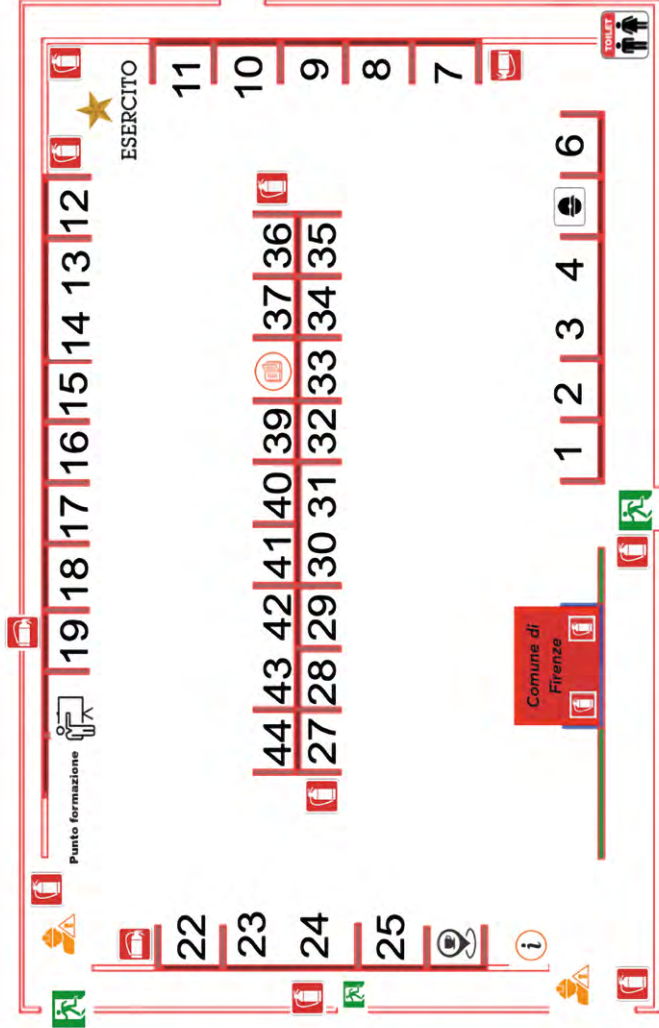 Punto formazione
19 18 17 16 15 14 13 12
ESERCITO
22
23
24
25
i
11
10
9
8
7
44 43 42 41 40 39 37 36
27 28 29 30 31 32 33 34 35
Comune di
Firenze
1 2 3 4 6
TOILET